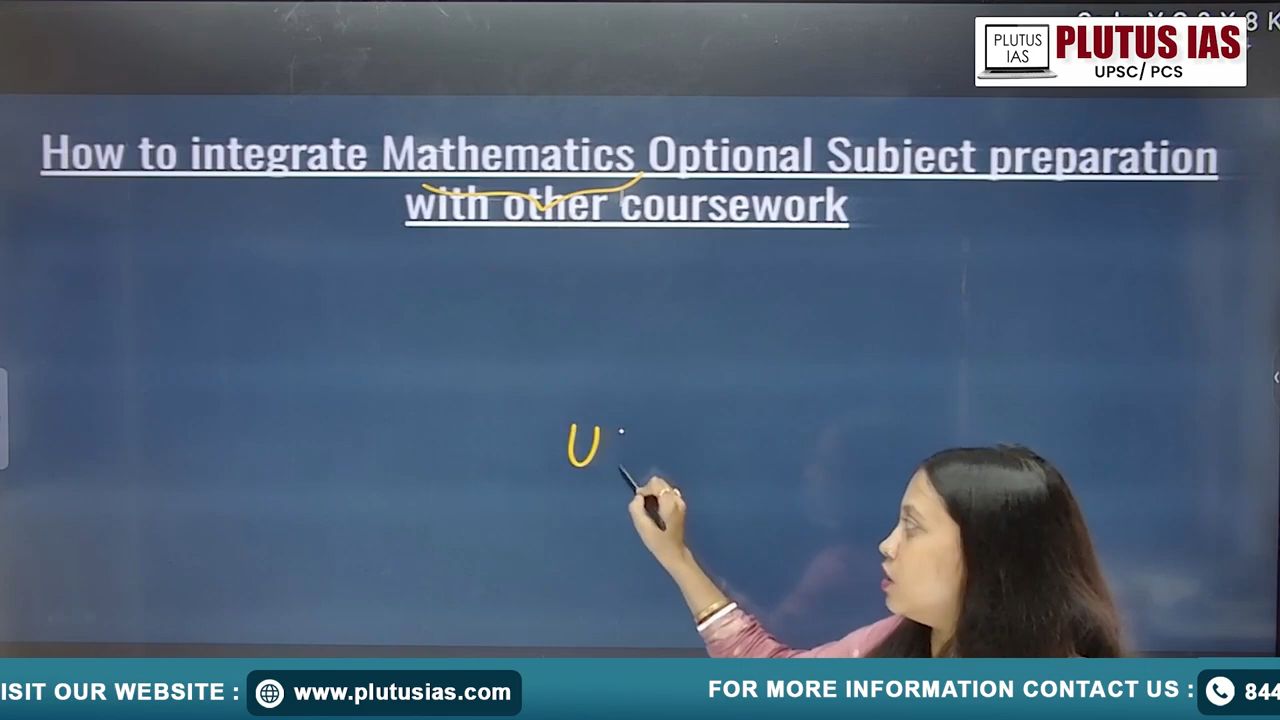 PLUTUS
IAS
PLUTUS IAS
UPSC/ PCS
How to integrate Mathematics Optional Subject preparation
with other coursework
U
ISIT OUR WEBSITE :
www.plutusias.com
FOR MORE INFORMATION CONTACT US :
844